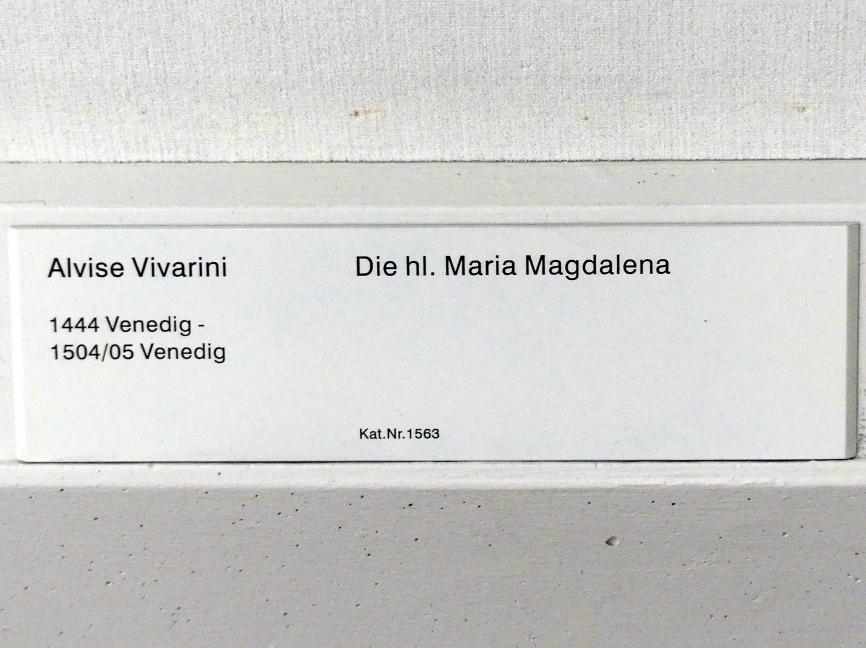 Alvise Vivarini
Die hl. Maria Magdalena
1444 Venedig -
1504/05 Venedig
Kat.Nr.1563